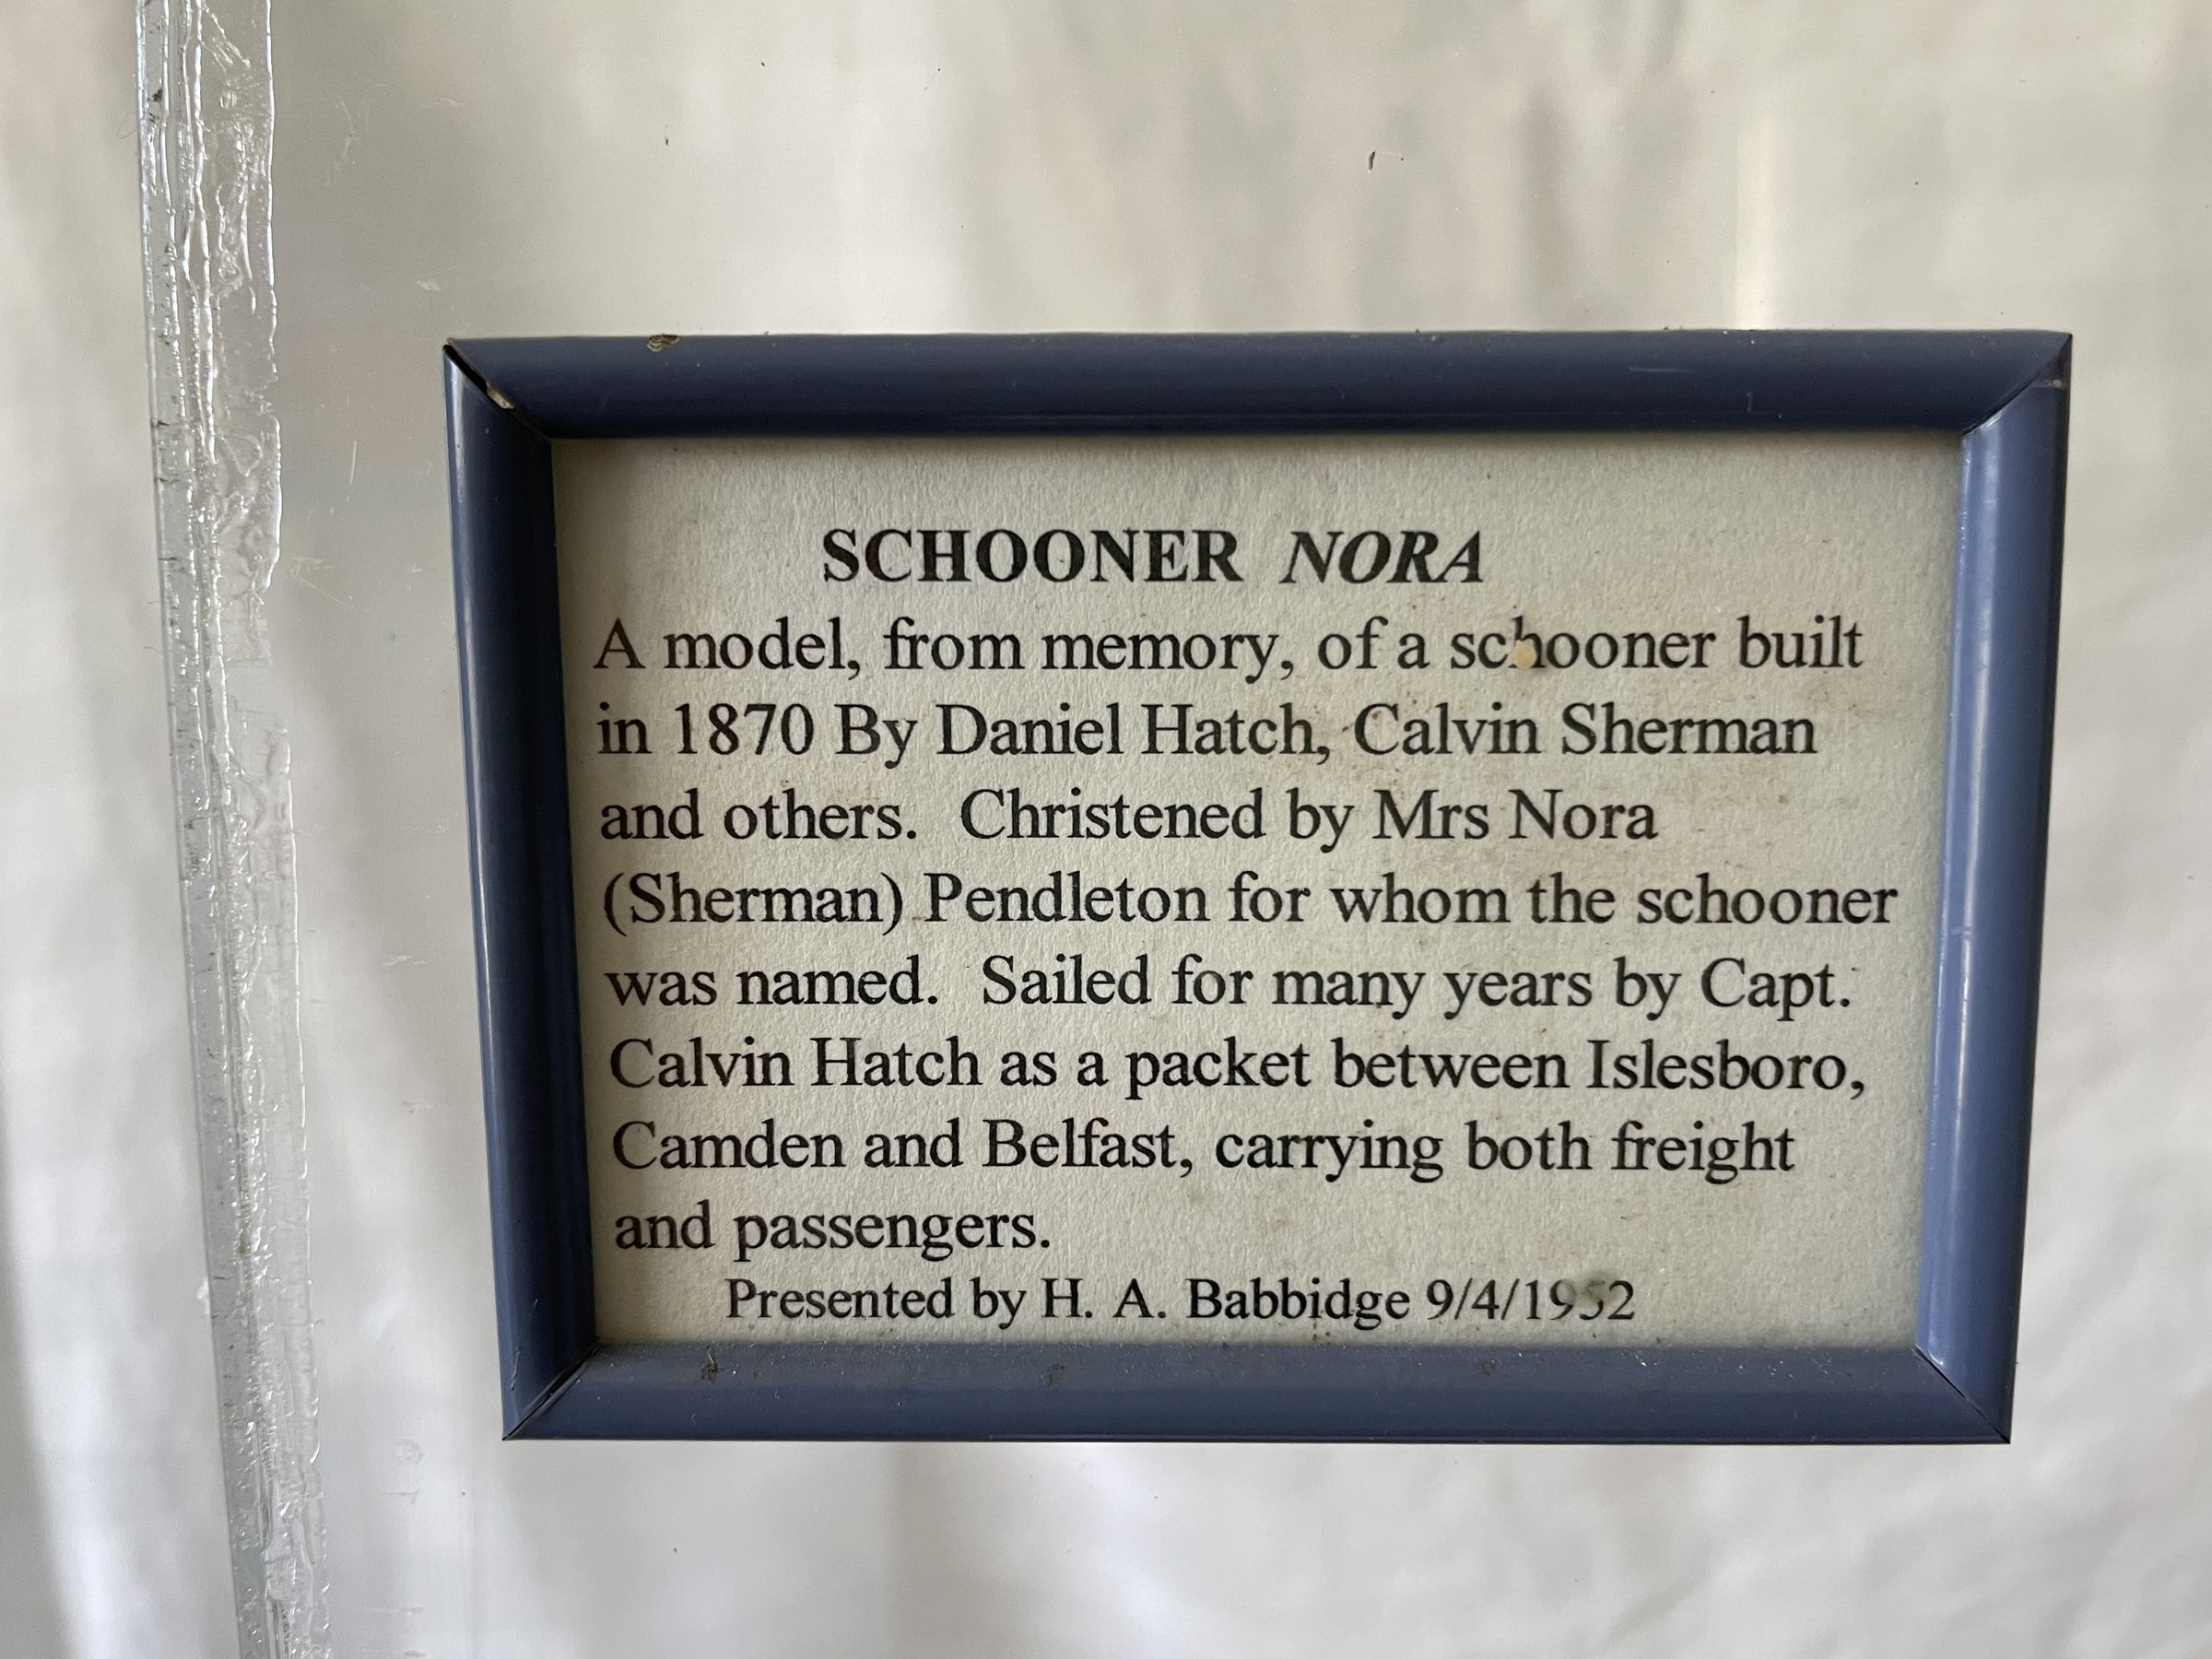 SCHOONER NORA
A model, from memory, of a schooner built
in 1870 By Daniel Hatch, Calvin Sherman
and others. Christened by Mrs Nora
(Sherman) Pendleton for whom the schooner
was named. Sailed for many years by Capt.
Calvin Hatch as a packet between Islesboro,
Camden and Belfast, carrying both freight
and passengers.
Presented by H. A. Babbidge 9/4/1952